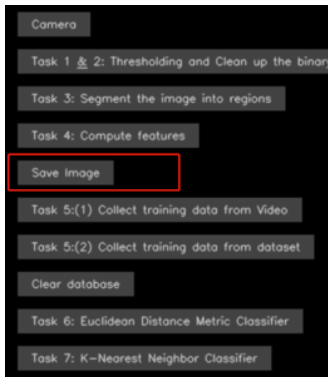 Camera
Task 1 & 2: Thresholding and Clean up the binary
Task 3: Segment the image into regions
Task 4: Compute features
Save Image
Task 5:(1) Collect training data from Video
Task 5:(2) Collect training data from dataset
Clear database
Task 6: Euclidean Distance Metric Classifier
Task 7: K-Nearest Neighbor Classifier